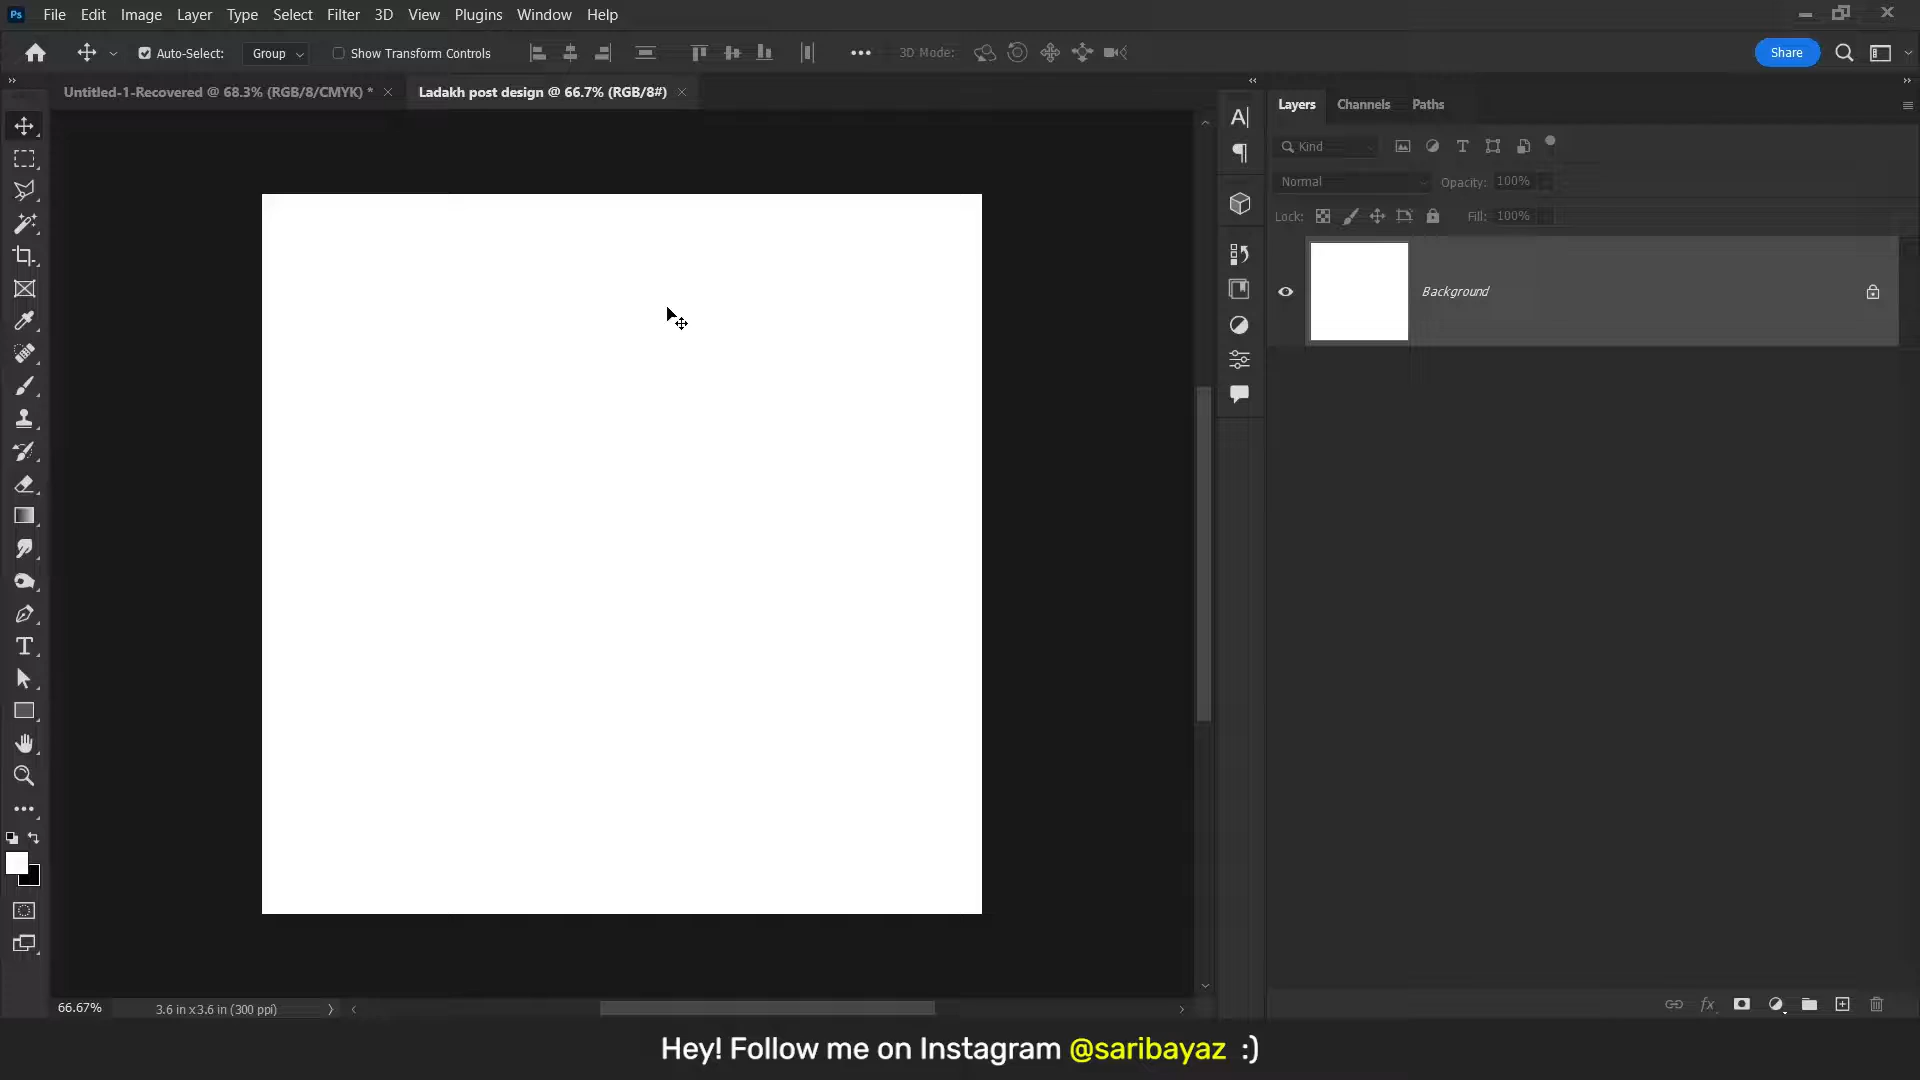 Ps File Edit Image Layer Type Select Filter 3D View Plugins Window Help
Auto-Select: Group Show Transform Controls 3D Mode: Share
Untitled-1-Recovered @ 68.3% (RGB/8/CMYK) * Ladakh post design @ 66.7% (RGB/8#)
Layers Channels Paths
Kind
Normal Opacity: 100%
Lock: Fill: 100%
Background
fx
66.67% 3.6 in x 3.6 in (300 ppi)
Hey! Follow me on Instagram @saribayaz :)